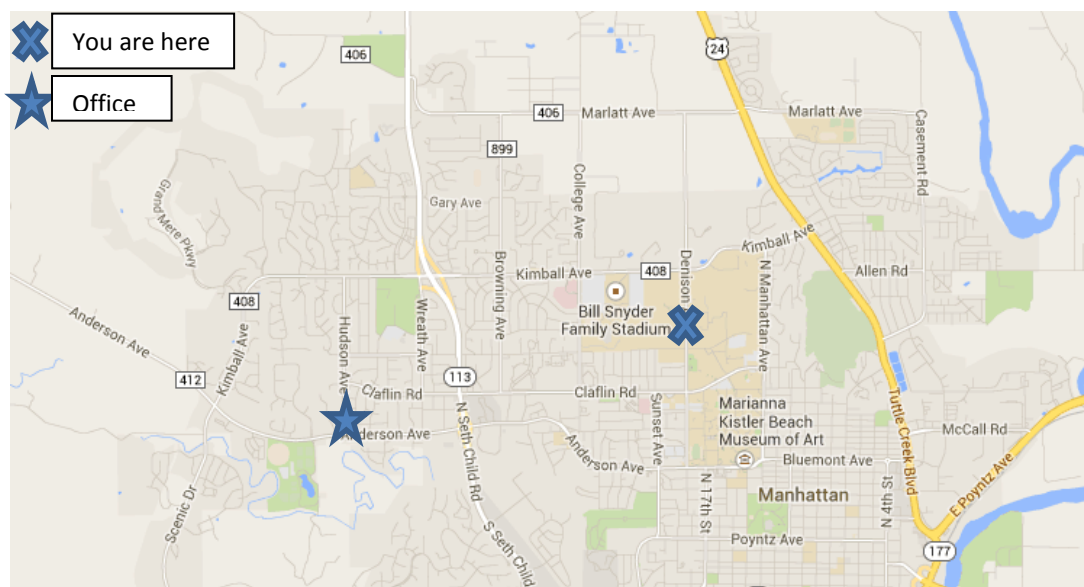 You are here
Office
406
24
406
Marlatt Ave
Marlatt Ave
899
College Ave
Casement Rd
Grand Mere Pkwy
Gary Ave
Kimball Ave
Denison
N Manhattan Ave
Kimball Ave
408
Allen Rd
408
Browning Ave
Bill Snyder
Family Stadium
Anderson Ave
Hudson Ave
Wreath Ave
412
Kimball Ave
113
Claflin Rd
Claflin Rd
Sunset Ave
Marianna
Kistler Beach
Museum of Art
Tuttle Creek Blvd
McCall Rd
Anderson Ave
N Seth Child Rd
Anderson Ave
Bluemont Ave
E Poyntz Ave
Scenic Dr
N 17th St
Manhattan
N 4th St
S Seth Child
Poyntz Ave
177